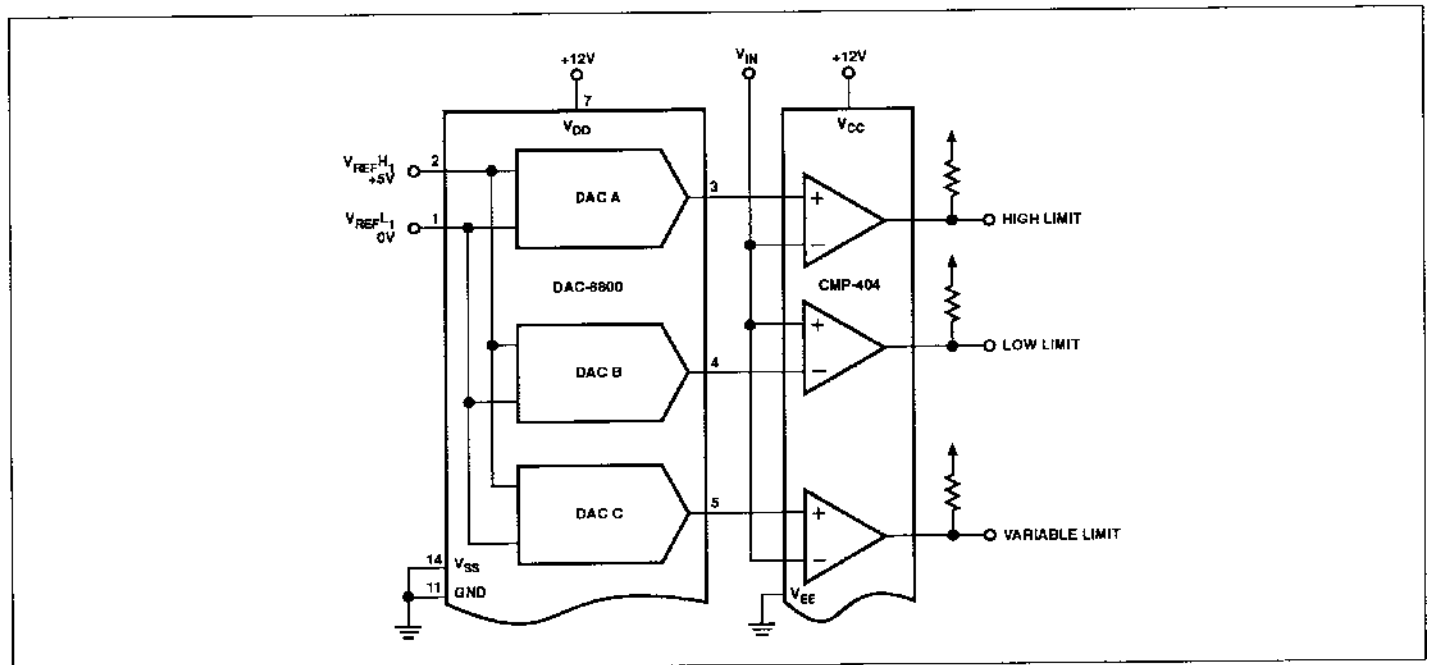 +12V
VIN
+12V
7
VDD
VCC
VREFH1
+5V
2
VREFL1
0V
1
DAC A
3
+
−
HIGH LIMIT
DAC-8800
CMP-404
DAC B
4
+
−
LOW LIMIT
DAC C
5
+
−
VARIABLE LIMIT
14
VSS
11
GND
VEE